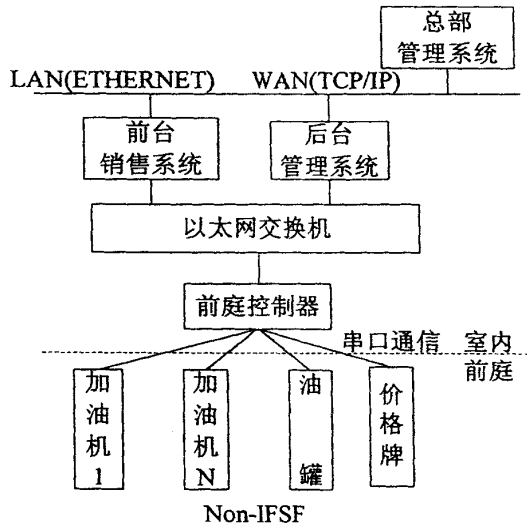 总部
管理系统
LAN(ETHERNET) WAN(TCP/IP)
前台
销售系统
后台
管理系统
以太网交换机
前庭控制器
串口通信 室内
前庭
加油机1
加油机N
油罐
价格牌
Non-IFSF